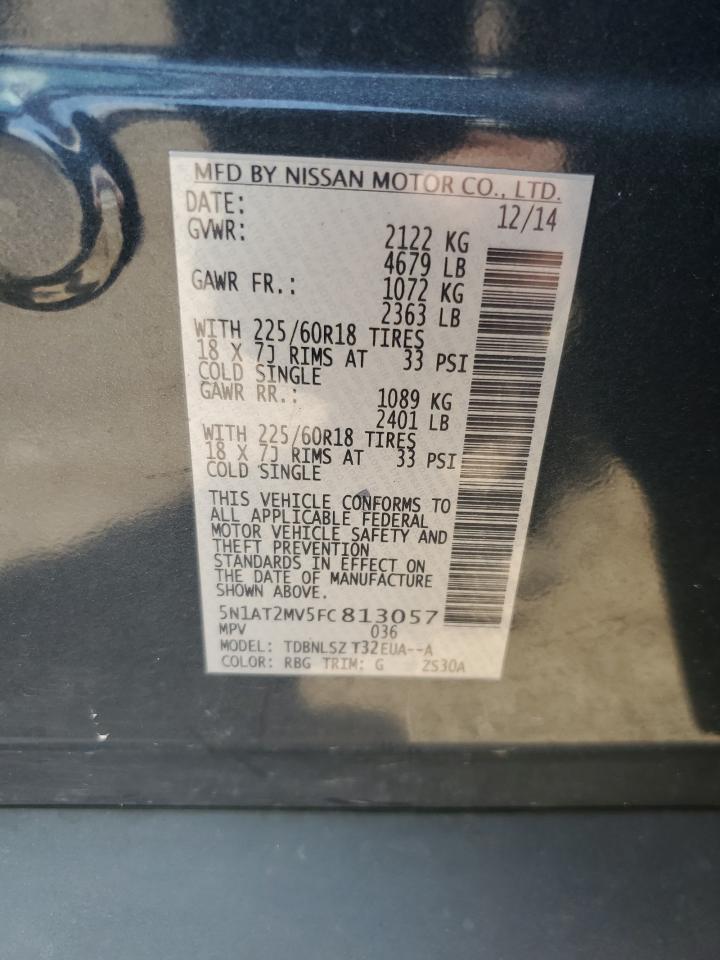 MFD BY NISSAN MOTOR CO., LTD.
DATE: 12/14
GVWR: 2122 KG
4679 LB
GAWR FR.: 1072 KG
2363 LB
WITH 225/60R18 TIRES
18 X 7J RIMS AT 33 PSI
COLD SINGLE
GAWR RR.: 1089 KG
2401 LB
WITH 225/60R18 TIRES
18 X 7J RIMS AT 33 PSI
COLD SINGLE
THIS VEHICLE CONFORMS TO
ALL APPLICABLE FEDERAL
MOTOR VEHICLE SAFETY AND
THEFT PREVENTION
STANDARDS IN EFFECT ON
THE DATE OF MANUFACTURE
SHOWN ABOVE.
5N1AT2MV5FC813057
MPV 036
MODEL: TDBNLSZ T32EUA--A
COLOR: RBG TRIM: G ZS30A